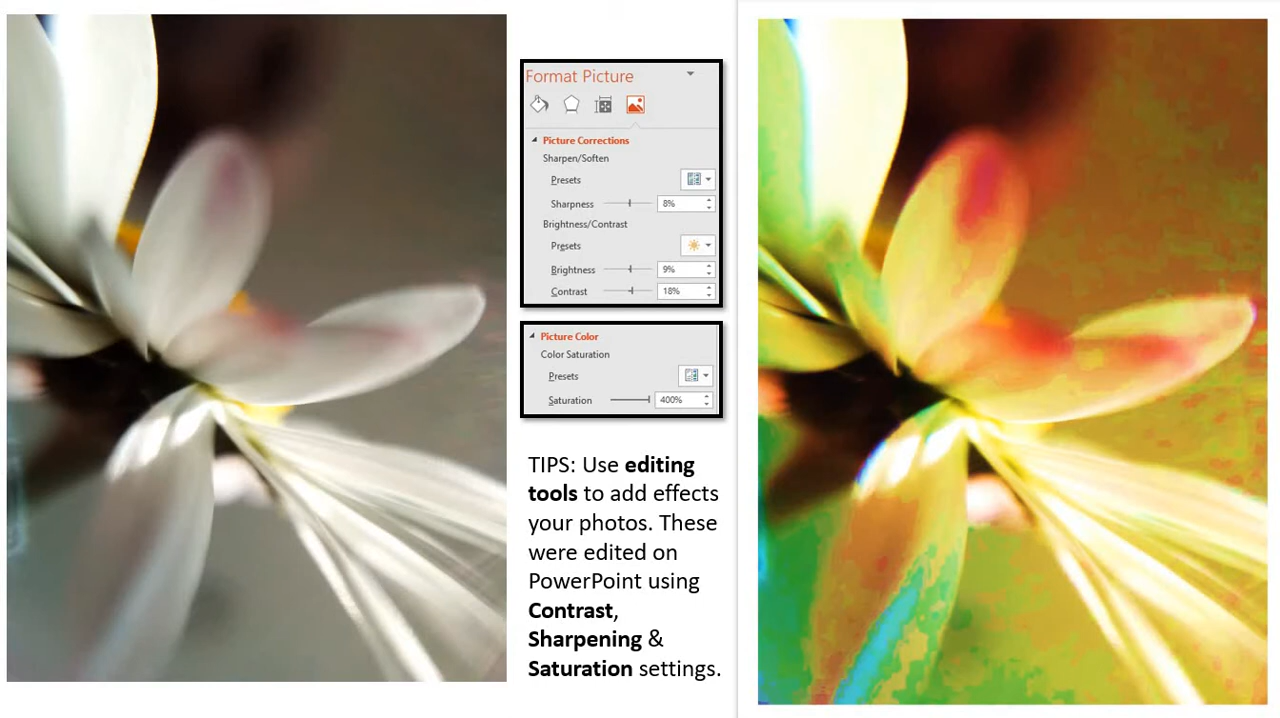 Format Picture
Picture Corrections
Sharpen/Soften
Presets
Sharpness 8%
Brightness/Contrast
Presets
Brightness 9%
Contrast 18%
Picture Color
Color Saturation
Presets
Saturation 400%
TIPS: Use editing
tools to add effects
your photos. These
were edited on
PowerPoint using
Contrast,
Sharpening &
Saturation settings.